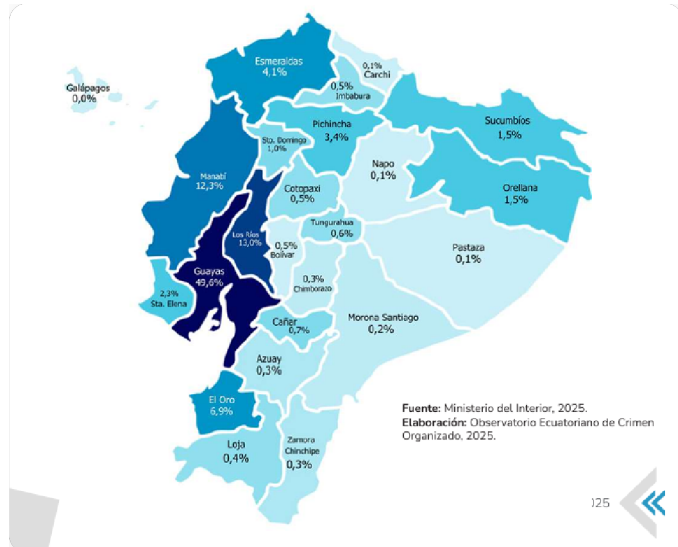 Esmeraldas
4,1%
0,1%
Carchi
Galápagos
0,0%
0,5%
Imbabura
Pichincha
3,4%
Sucumbíos
1,5%
Sto. Domingo
1,0%
Napo
0,1%
Manabí
12,3%
Cotopaxi
0,5%
Orellana
1,5%
Tungurahua
0,6%
Los Ríos
13,0%
0,5%
Bolívar
Pastaza
0,1%
Guayas
49,6%
0,3%
Chimborazo
2,3%
Sta. Elena
Morona Santiago
0,2%
Cañar
0,7%
Azuay
0,3%
El Oro
6,9%
Fuente: Ministerio del Interior, 2025.
Elaboración: Observatorio Ecuatoriano de Crimen
Organizado, 2025.
Loja
0,4%
Zamora
Chinchipe
0,3%
025